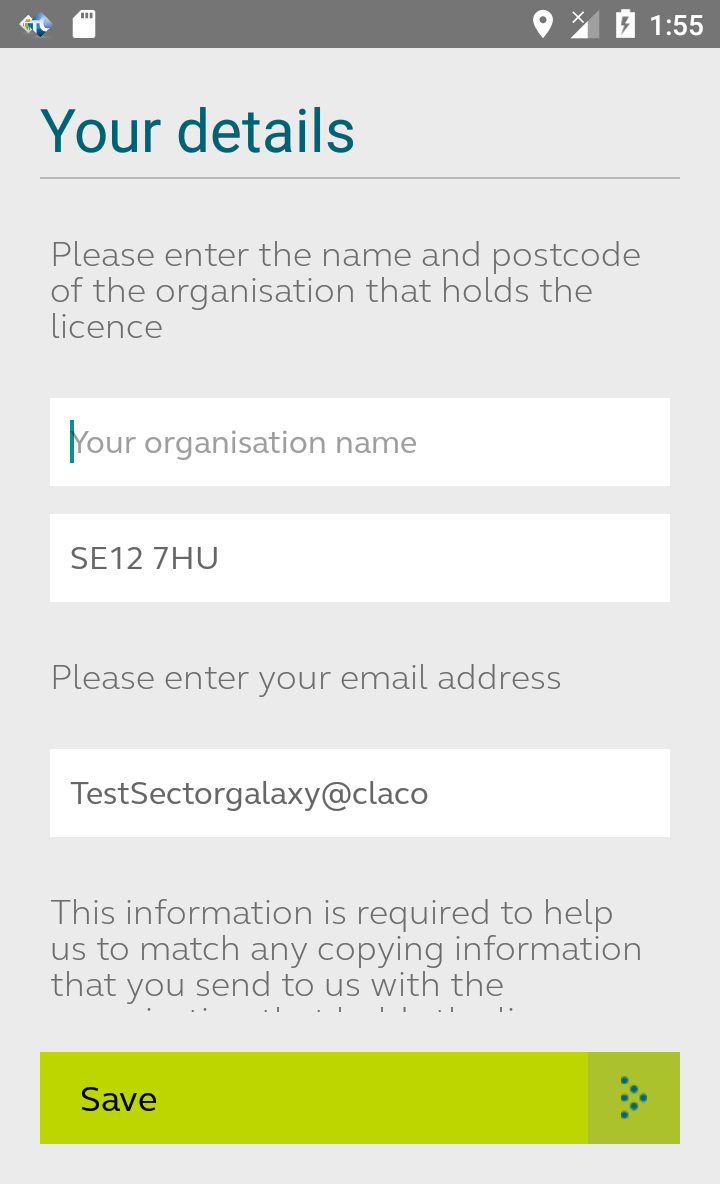 1:55
Your details
Please enter the name and postcode
of the organisation that holds the
licence
Your organisation name
SE12 7HU
Please enter your email address
TestSectorgalaxy@claco
This information is required to help
us to match any copying information
that you send to us with the
Save